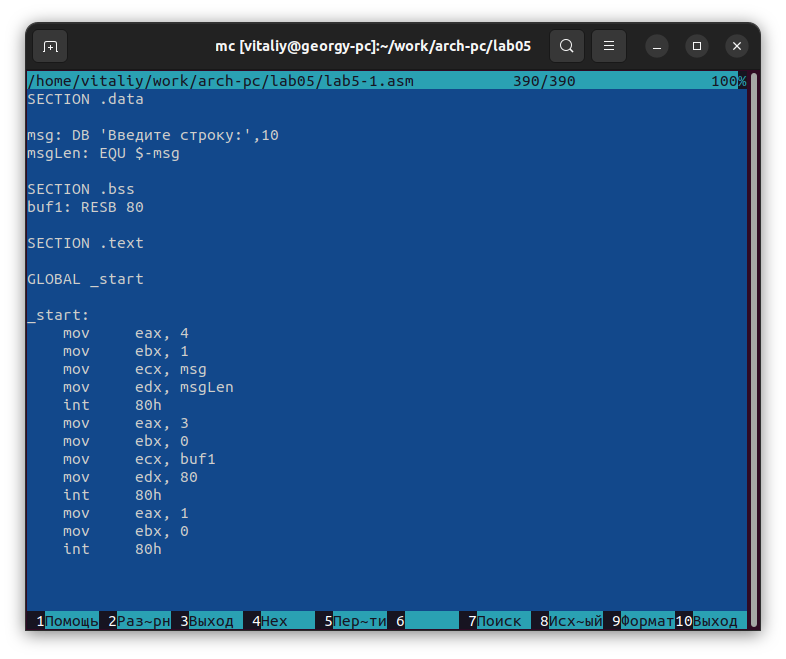 mc [vitaliy@georgy-pc]:~/work/arch-pc/lab05
/home/vitaliy/work/arch-pc/lab05/lab5-1.asm 390/390 100%
SECTION .data
msg: DB 'Введите строку:',10
msgLen: EQU $-msg
SECTION .bss
buf1: RESB 80
SECTION .text
GLOBAL _start
_start:
mov eax, 4
mov ebx, 1
mov ecx, msg
mov edx, msgLen
int 80h
mov eax, 3
mov ebx, 0
mov ecx, buf1
mov edx, 80
int 80h
mov eax, 1
mov ebx, 0
int 80h
1Помощь 2Раз~рн 3Выход 4Hex 5Пер~ти 6 7Поиск 8Исх~ый 9Формат 10Выход